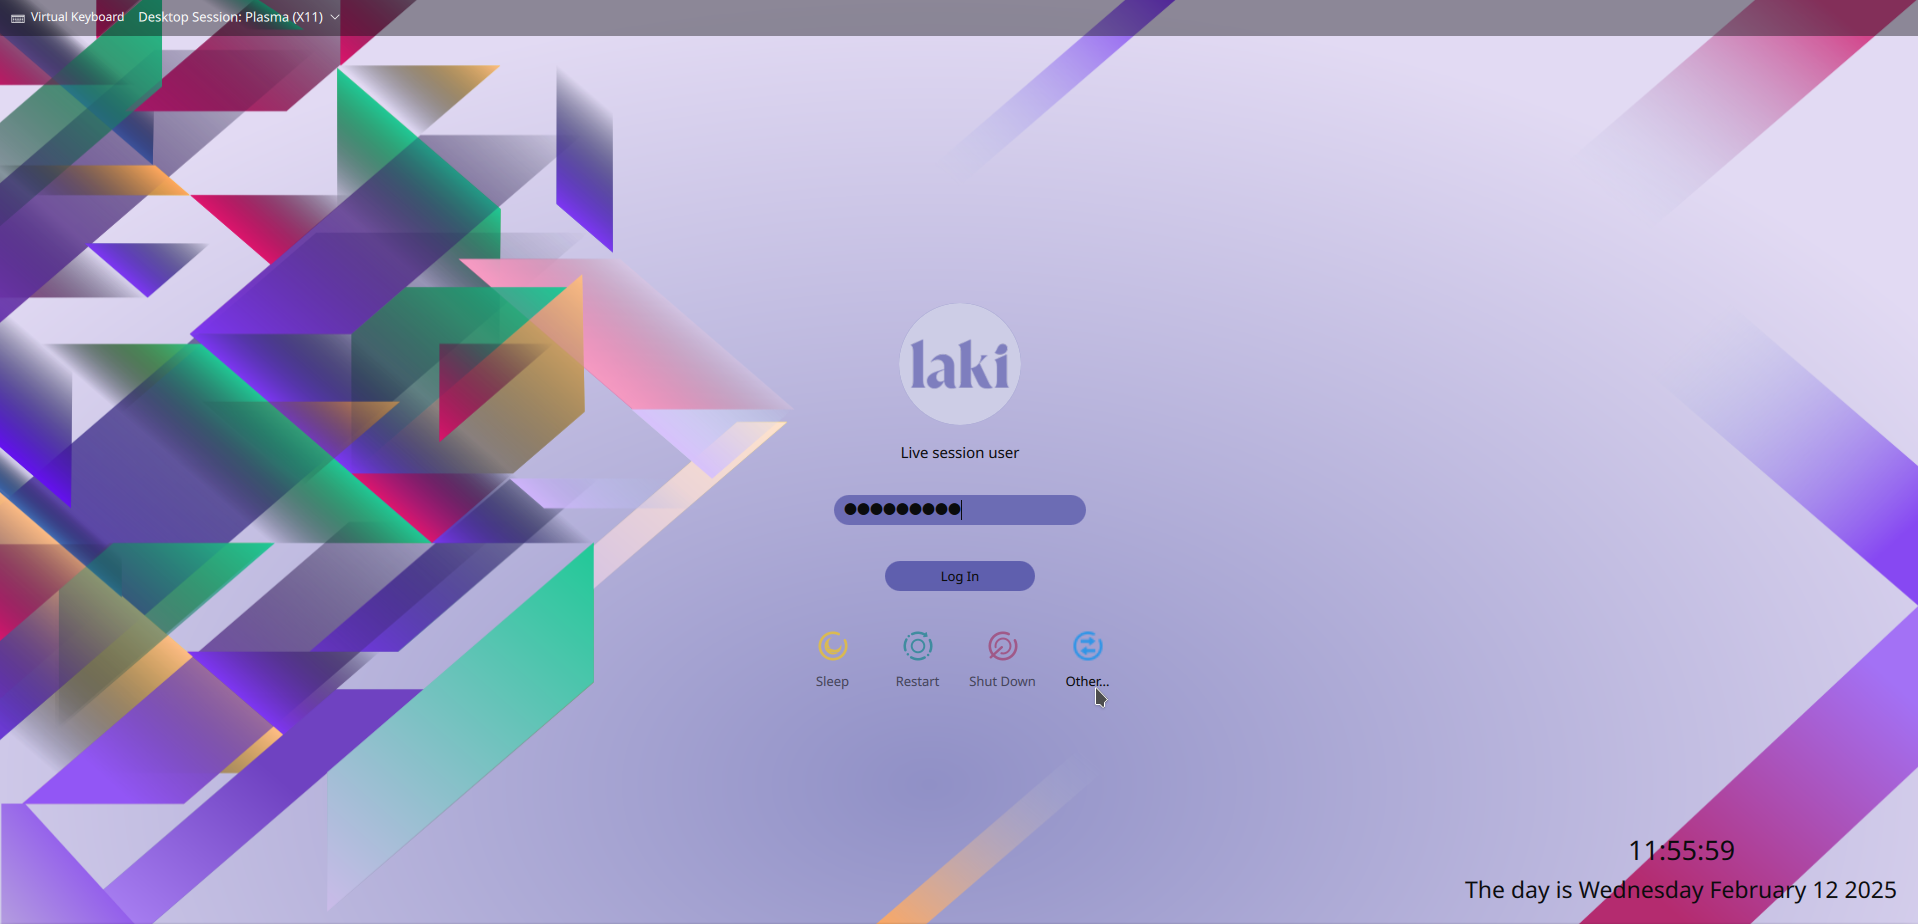 Virtual Keyboard Desktop Session: Plasma (X11)
laki
Live session user
Log In
Sleep Restart Shut Down Other...
11:55:59
The day is Wednesday February 12 2025